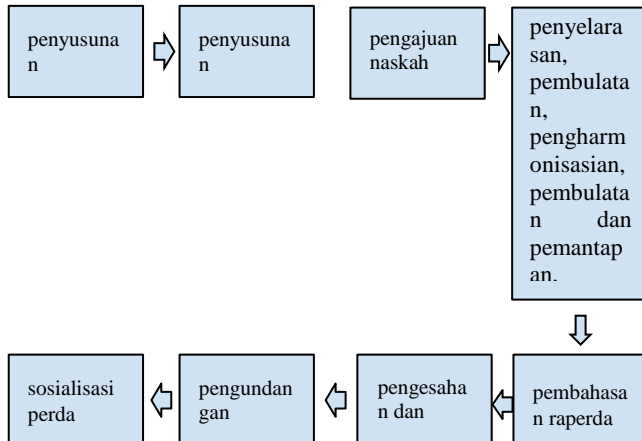 penyusuna
n
penyusuna
n
pengajuan
naskah
penyelara
san,
pembulata
n,
pengharm
onisasian,
pembulata
n dan
pemantap
an.
pembahasa
n raperda
pengesaha
n dan
pengundan
gan
sosialisasi
perda